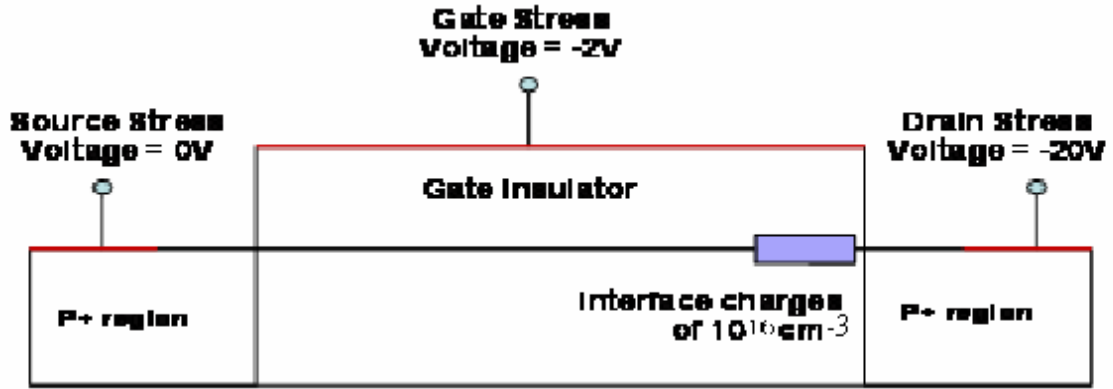 Gate Stress
Voltage = -2V
Source Stress
Voltage = 0V
Drain Stress
Voltage = -20V
Gate Insulator
P+ region
Interface charges
of 10¹⁶cm-3
P+ region